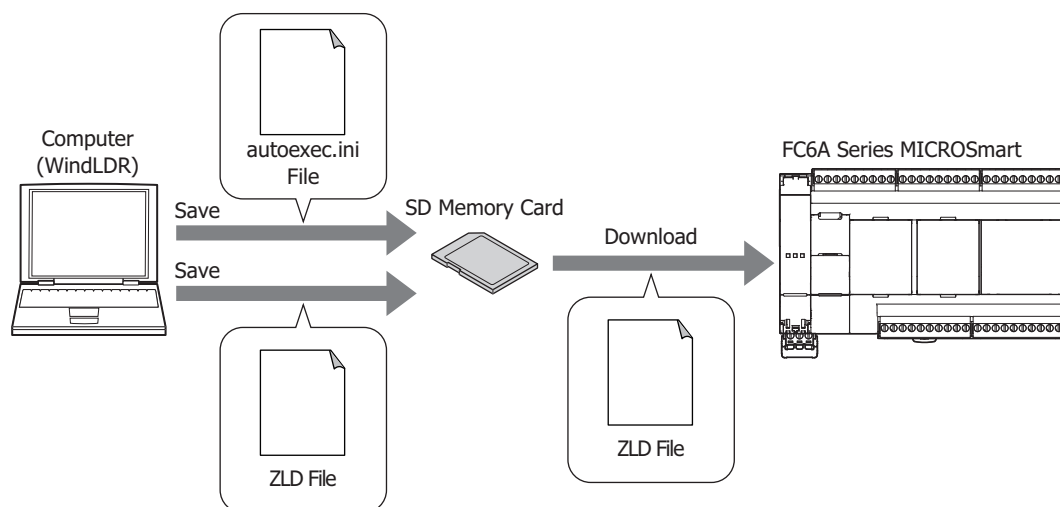 Computer
(WindLDR)
autoexec.ini
File
Save
Save
SD Memory Card
Download
FC6A Series MICROSmart
ZLD File
ZLD File